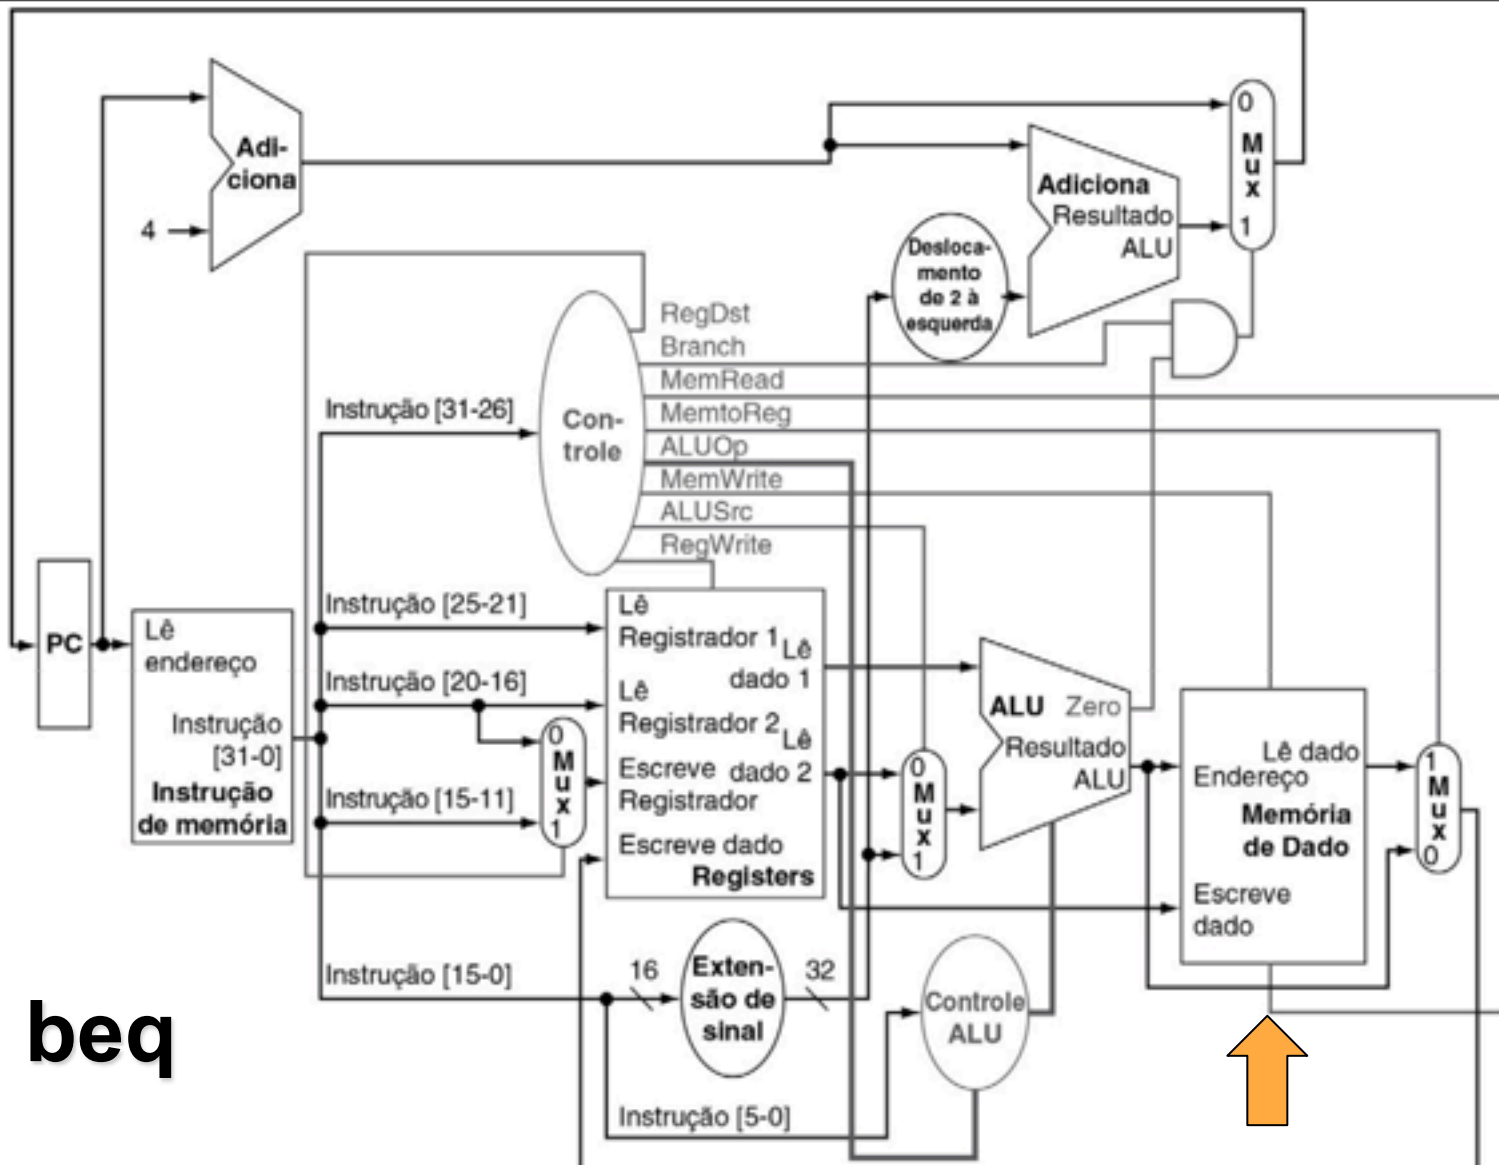 Adi-
ciona
4
0
Mux
1
Adiciona
Resultado
ALU
Desloca-
mento
de 2 à
esquerda
RegDst
Branch
MemRead
MemtoReg
ALUOp
MemWrite
ALUSrc
RegWrite
Con-
trole
Instrução [31-26]
Instrução [25-21]
Instrução [20-16]
Instrução [15-11]
Instrução [15-0]
Instrução [5-0]
PC
Lê
endereço
Instrução
[31-0]
Instrução
de memória
0
Mux
1
Lê
Registrador 1
Lê
dado 1
Lê
Registrador 2
Lê
dado 2
Escreve
Registrador
Escreve dado
Registers
0
Mux
1
ALU
Zero
Resultado
ALU
Lê dado
Endereço
Memória
de Dado
Escreve
dado
1
Mux
0
16
Exten-
são de
sinal
32
Controle
ALU
beq